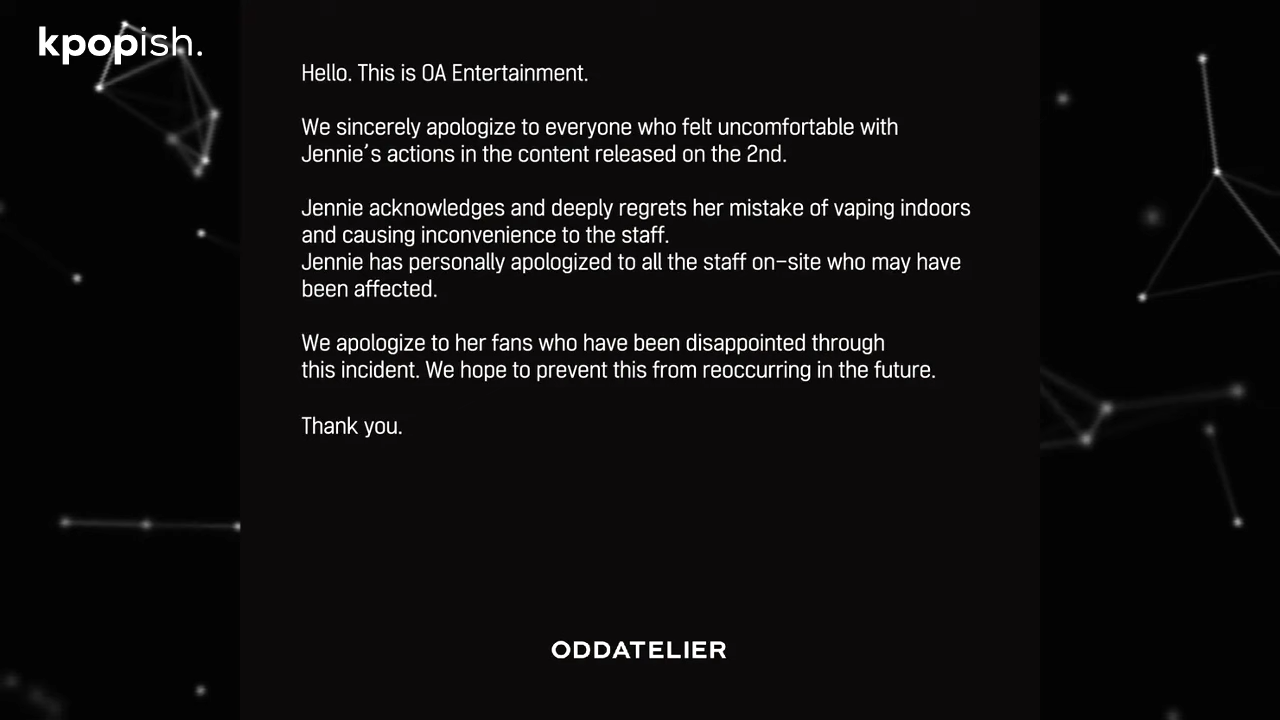 kpopish.
Hello. This is OA Entertainment.
We sincerely apologize to everyone who felt uncomfortable with
Jennie's actions in the content released on the 2nd.
Jennie acknowledges and deeply regrets her mistake of vaping indoors
and causing inconvenience to the staff.
Jennie has personally apologized to all the staff on-site who may have
been affected.
We apologize to her fans who have been disappointed through
this incident. We hope to prevent this from reoccurring in the future.
Thank you.
ODDATELIER